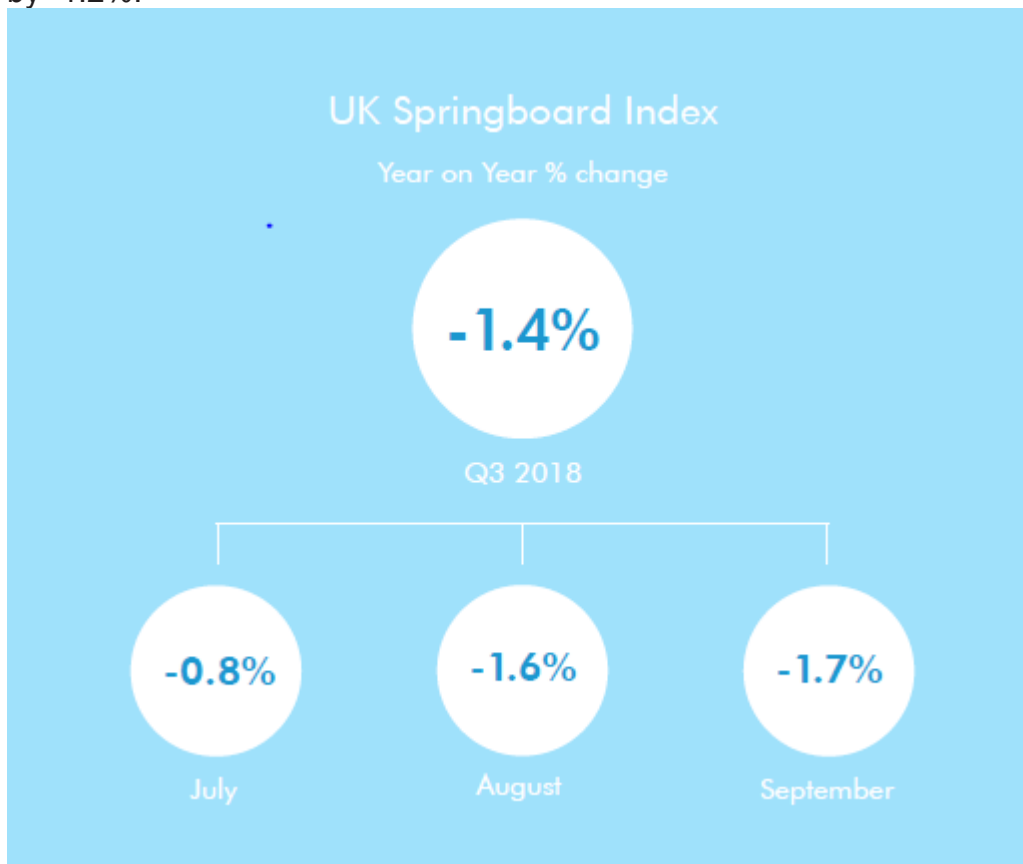 UK Springboard Index
Year on Year % change
-1.4%
Q3 2018
-0.8%
-1.6%
-1.7%
July
August
September